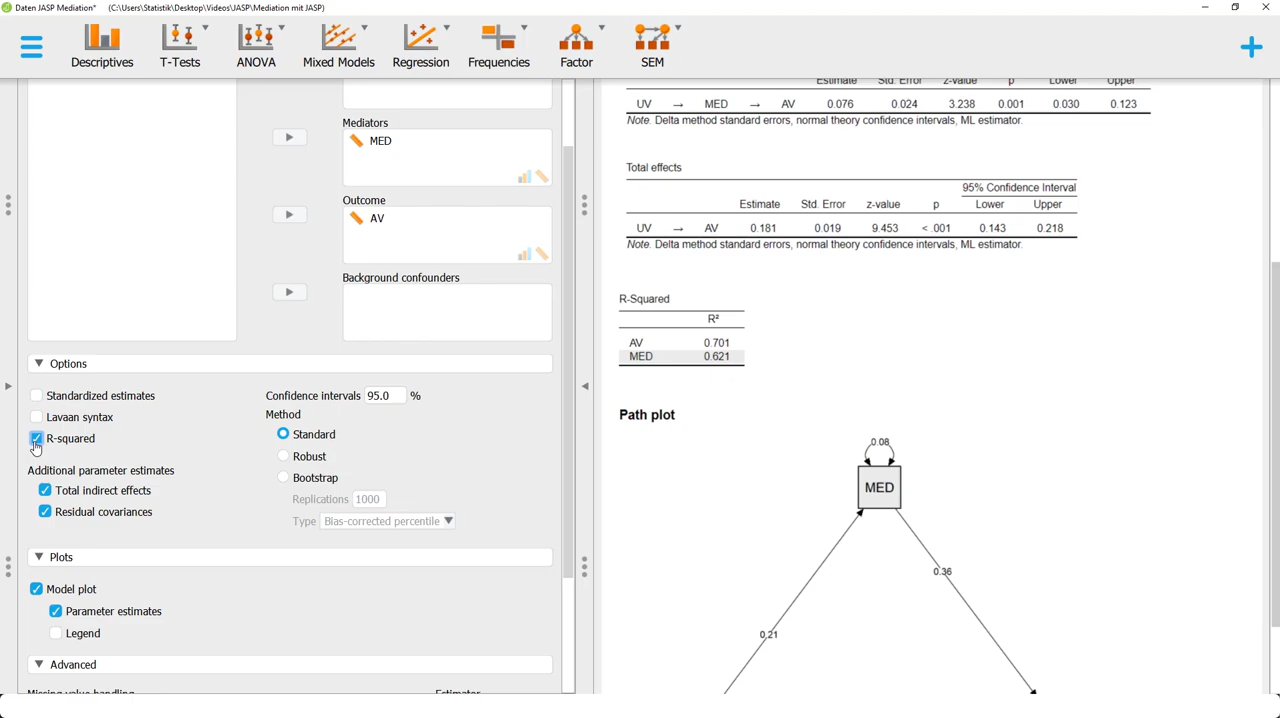 Daten JASP Mediation* (C:\Users\Statistik\Desktop\Videos\JASP\Mediation mit JASP)
Descriptives T-Tests ANOVA Mixed Models Regression Frequencies Factor SEM
Mediators
MED
Outcome
AV
Background confounders
Options
Standardized estimates
Lavaan syntax
R-squared
Additional parameter estimates
Total indirect effects
Residual covariances
Confidence intervals 95.0 %
Method
Standard
Robust
Bootstrap
Replications 1000
Type Bias-corrected percentile
Plots
Model plot
Parameter estimates
Legend
Advanced
Missing value handling Estimator
Estimate Std. Error z-value p Lower Upper
UV → MED → AV 0.076 0.024 3.238 0.001 0.030 0.123
Note. Delta method standard errors, normal theory confidence intervals, ML estimator.
Total effects
95% Confidence Interval
Estimate Std. Error z-value p Lower Upper
UV → AV 0.181 0.019 9.453 < .001 0.143 0.218
Note. Delta method standard errors, normal theory confidence intervals, ML estimator.
R-Squared
R²
AV 0.701
MED 0.621
Path plot
0.08
MED
0.36
0.21